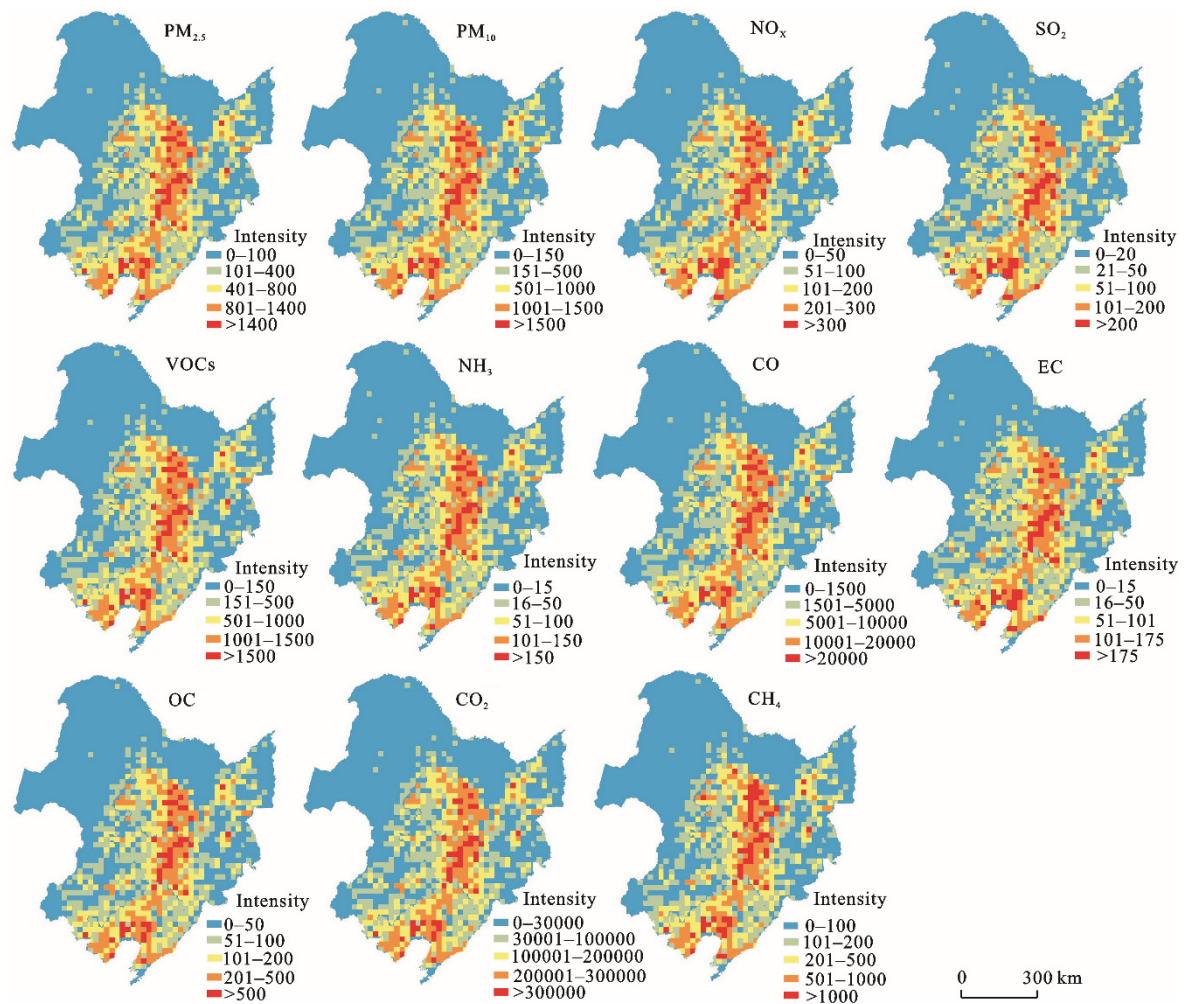 PM2.5
PM10
NOX
SO2
Intensity
0–100
101–400
401–800
801–1400
>1400
Intensity
0–150
151–500
501–1000
1001–1500
>1500
Intensity
0–50
51–100
101–200
201–300
>300
Intensity
0–20
21–50
51–100
101–200
>200
VOCs
NH3
CO
EC
Intensity
0–150
151–500
501–1000
1001–1500
>1500
Intensity
0–15
16–50
51–100
101–150
>150
Intensity
0–1500
1501–5000
5001–10000
10001–20000
>20000
Intensity
0–15
16–50
51–101
101–175
>175
OC
CO2
CH4
Intensity
0–50
51–100
101–200
201–500
>500
Intensity
0–30000
30001–100000
100001–200000
200001–300000
>300000
Intensity
0–100
101–200
201–500
501–1000
>1000
0 300 km